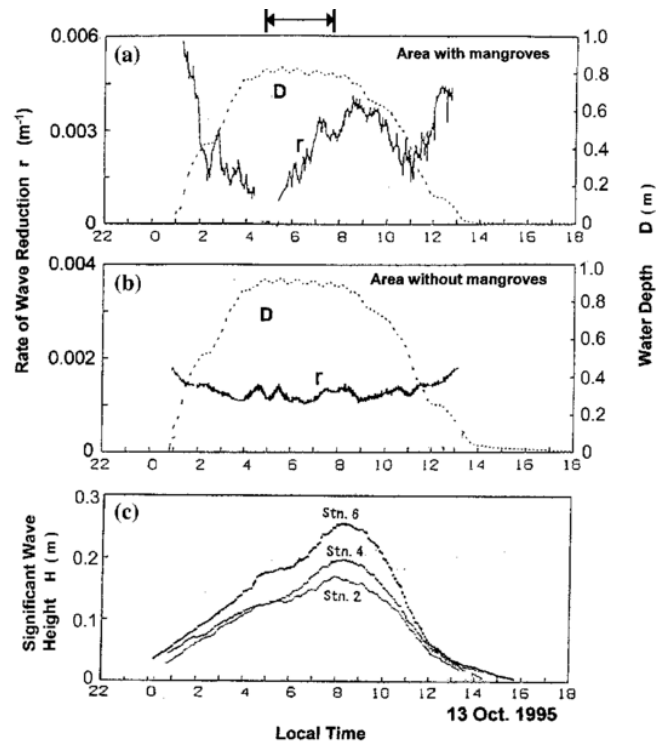 0.006 (a) Area with mangroves 1.0
0.8
D
0.003 r 0.6
0.4
0.2
0 0
22 0 2 4 6 8 10 12 14 16 18
Rate of Wave Reduction r (m⁻¹)
Water Depth D (m)
0.004 (b) Area without mangroves 1.0
0.8
D
0.002 r 0.6
0.4
0.2
0 0
22 0 2 4 6 8 10 12 14 16 18
0.3 (c)
Stn. 6
0.2 Stn. 4
Stn. 2
0.1
0
Significant Wave
Height H (m)
22 0 2 4 6 8 10 12 14 16 18
13 Oct. 1995
Local Time